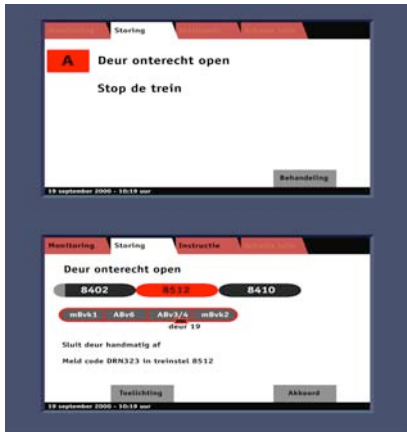 Storing
A Deur onterecht open
Stop de trein
Behandeling
19 september 2000 - 10:19 uur
Monitoring Storing Instructie
Deur onterecht open
8402 8512 8410
mBvk1 ABv6 ABv3/4 mBvk2
deur 19
Sluit deur handmatig af
Meld code DRN323 in treinstel 8512
Toelichting Akkoord
19 september 2000 - 10:19 uur